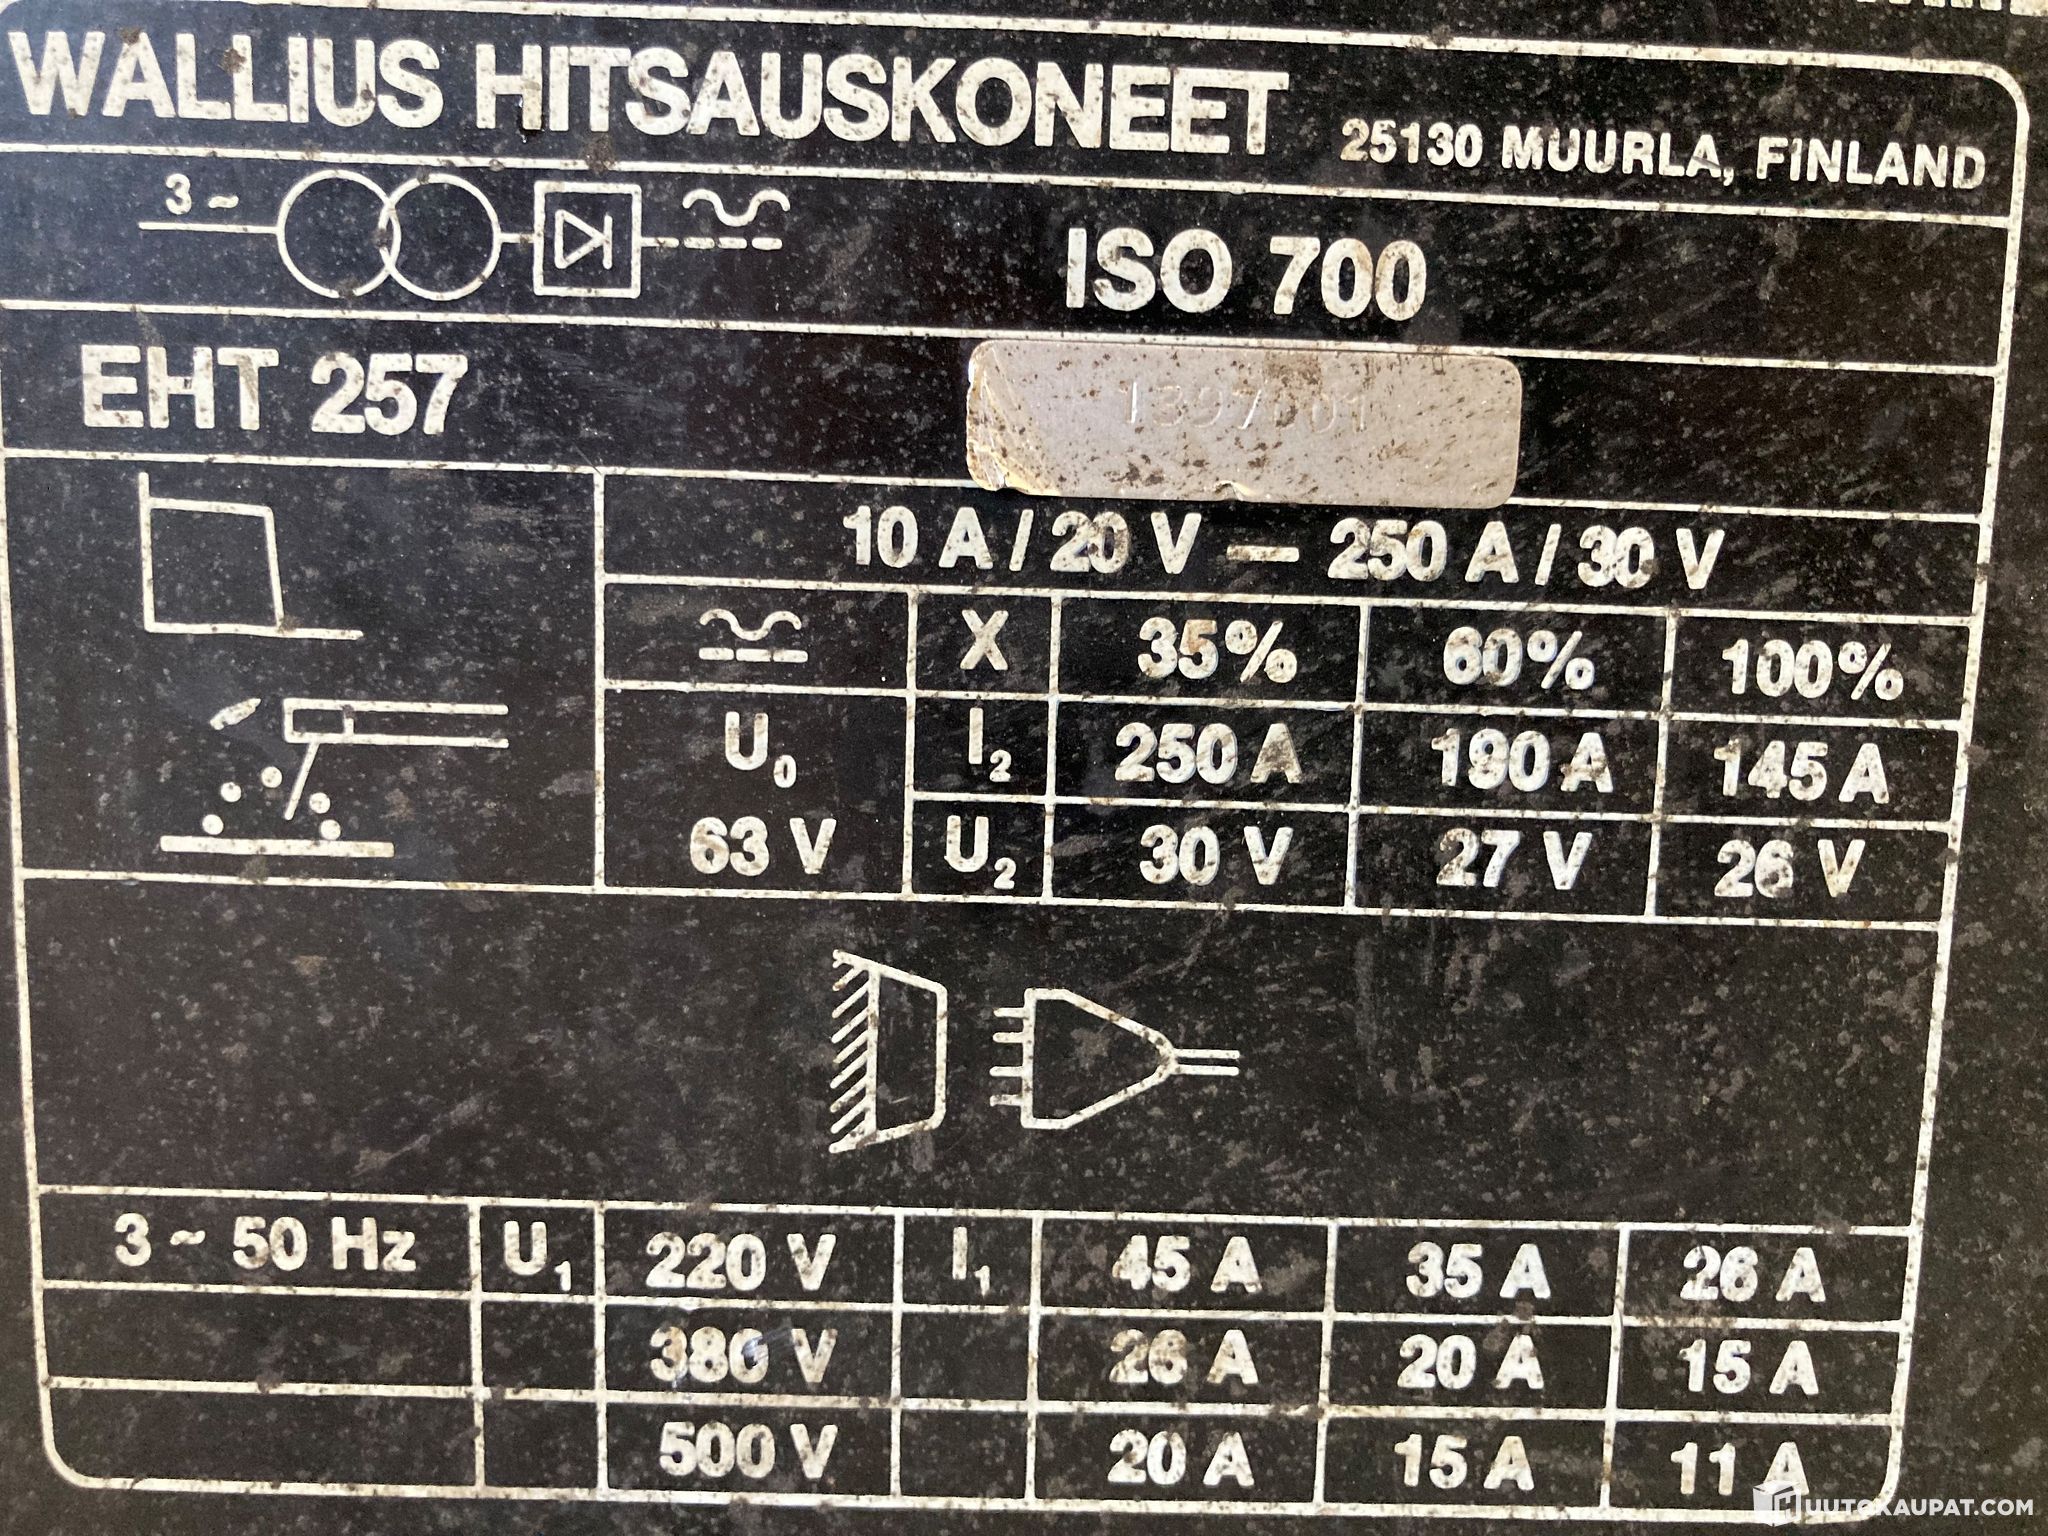 WALLIUS HITSAUSKONEET 25130 MUURLA, FINLAND
3~ ISO 700
EHT 257
10 A / 20 V — 250 A / 30 V
X 35% 60% 100%
U₀ I₂ 250 A 190 A 145 A
63 V U₂ 30 V 27 V 26 V
3 ~ 50 Hz U₁ 220 V I₁ 45 A 35 A 26 A
380 V 26 A 20 A 15 A
500 V 20 A 15 A 11 A
HUUTOKAUPAT.COM